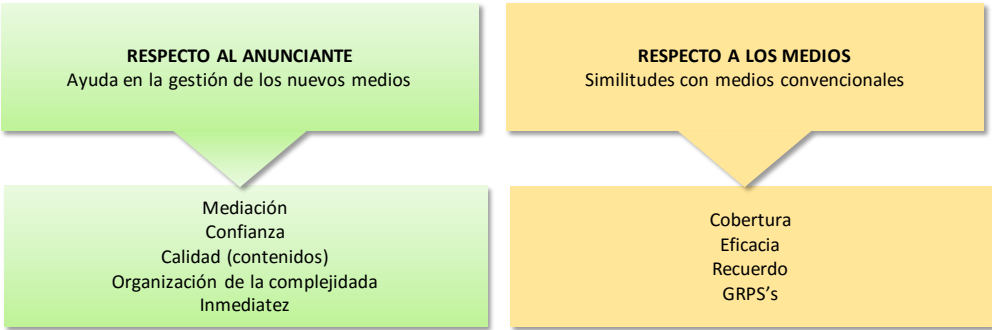 RESPECTO AL ANUNCIANTE
Ayuda en la gestión de los nuevos medios
Mediación
Confianza
Calidad (contenidos)
Organización de la complejidada
Inmediatez
RESPECTO A LOS MEDIOS
Similitudes con medios convencionales
Cobertura
Eficacia
Recuerdo
GRPS’s